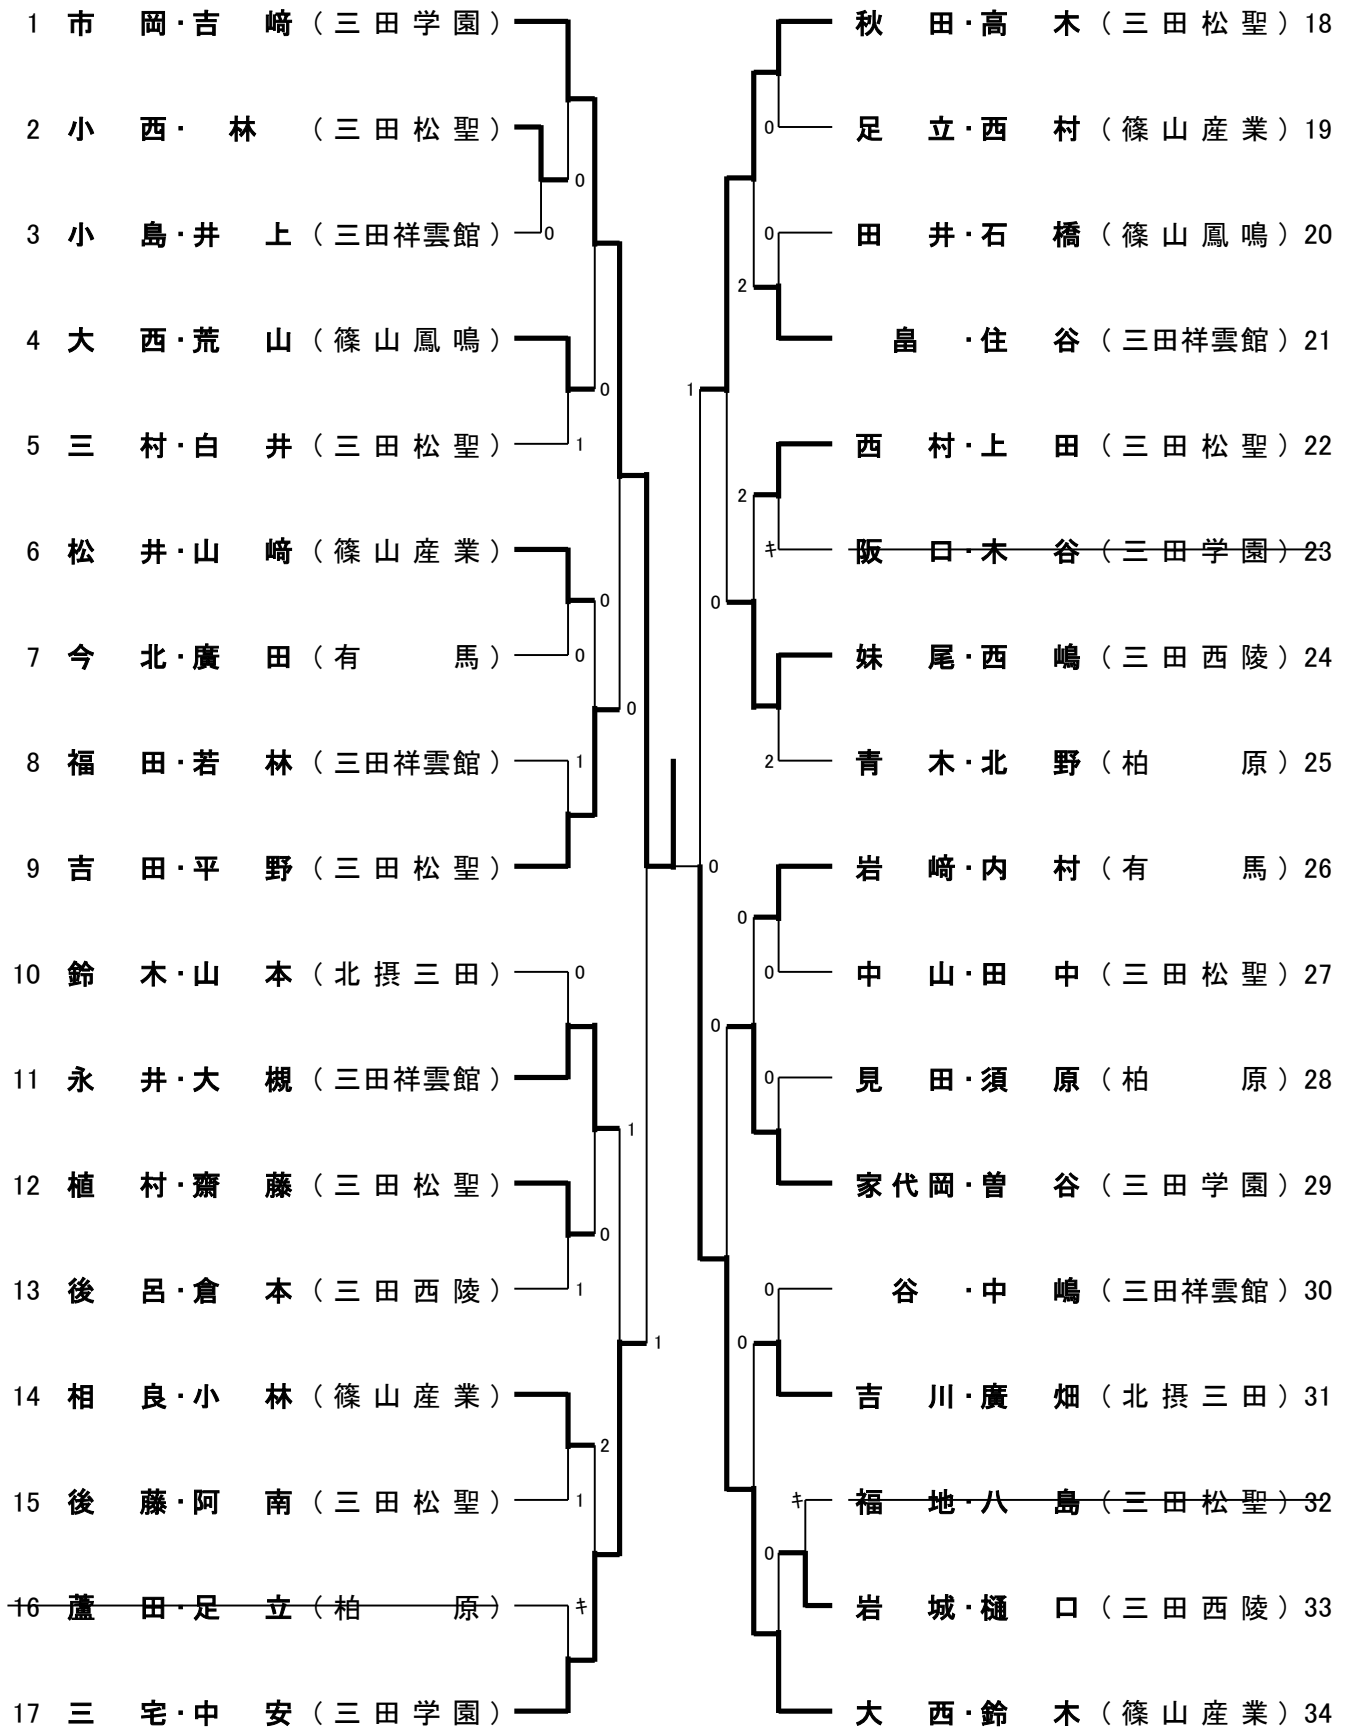 1 市 岡・吉 﨑 （三田学園）
2 小 西・ 林 （三田松聖）
0
3 小 島・井 上 （三田祥雲館）
0
4 大 西・荒 山 （篠山鳳鳴）
0
5 三 村・白 井 （三田松聖）
1
6 松 井・山 﨑 （篠山産業）
0
7 今 北・廣 田 （有 馬）
0
0
8 福 田・若 林 （三田祥雲館）
1
9 吉 田・平 野 （三田松聖）
10 鈴 木・山 本 （北摂三田）
0
11 永 井・大 槻 （三田祥雲館）
1
12 植 村・齋 藤 （三田松聖）
0
13 後 呂・倉 本 （三田西陵）
1
1
14 相 良・小 林 （篠山産業）
2
15 後 藤・阿 南 （三田松聖）
1
16 蘆 田・足 立 （柏 原）
キ
17 三 宅・中 安 （三田学園）
秋 田・高 木 （三田松聖） 18
0
足 立・西 村 （篠山産業） 19
0
田 井・石 橋 （篠山鳳鳴） 20
2
畠 ・住 谷 （三田祥雲館） 21
1
西 村・上 田 （三田松聖） 22
2
キ
阪 口・木 谷 （三田学園） 23
0
妹 尾・西 嶋 （三田西陵） 24
2
青 木・北 野 （柏 原） 25
0
岩 﨑・内 村 （有 馬） 26
0
0
中 山・田 中 （三田松聖） 27
0
0
見 田・須 原 （柏 原） 28
家代岡・曽 谷 （三田学園） 29
0
谷 ・中 嶋 （三田祥雲館） 30
0
吉 川・廣 畑 （北摂三田） 31
キ
福 地・八 島 （三田松聖） 32
0
岩 城・樋 口 （三田西陵） 33
大 西・鈴 木 （篠山産業） 34